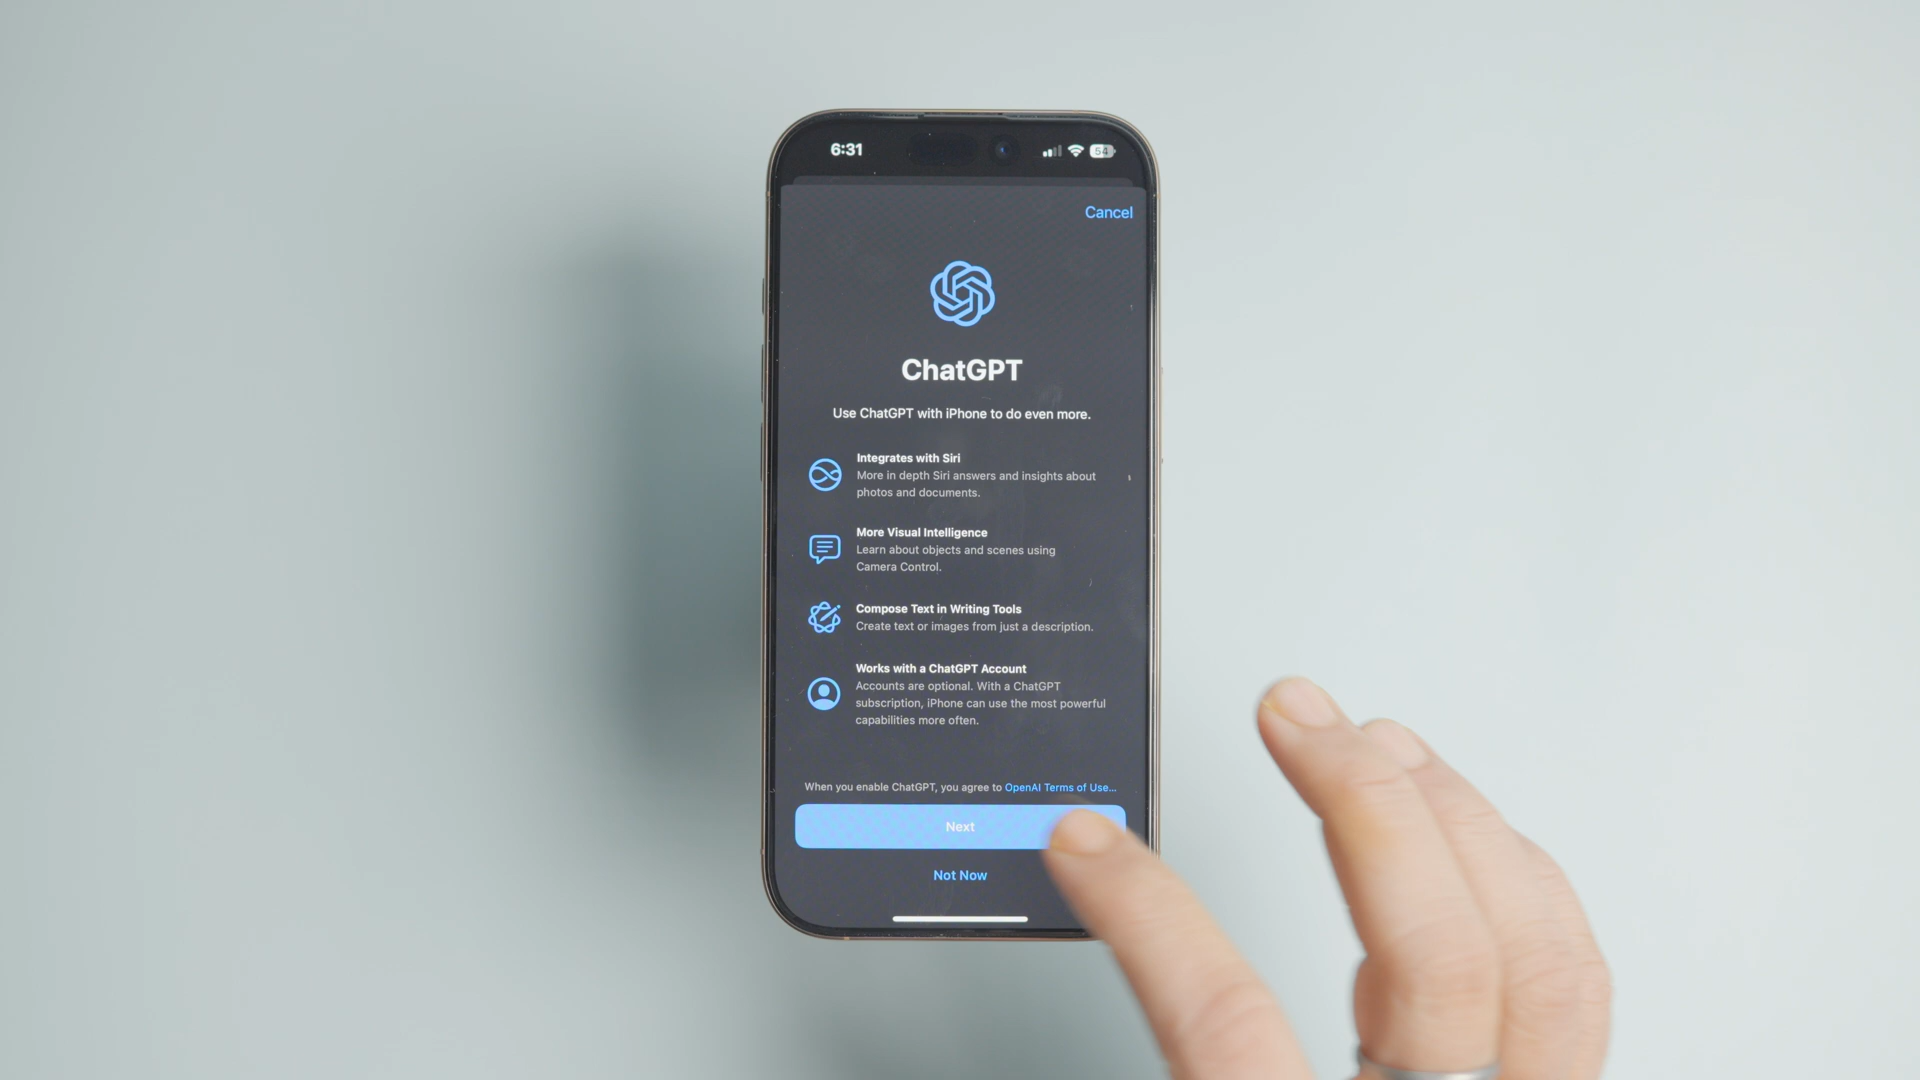 6:31
54
Cancel
ChatGPT
Use ChatGPT with iPhone to do even more.
Integrates with Siri
More in depth Siri answers and insights about
photos and documents.
More Visual Intelligence
Learn about objects and scenes using
Camera Control.
Compose Text in Writing Tools
Create text or images from just a description.
Works with a ChatGPT Account
Accounts are optional. With a ChatGPT
subscription, iPhone can use the most powerful
capabilities more often.
When you enable ChatGPT, you agree to OpenAI Terms of Use...
Next
Not Now